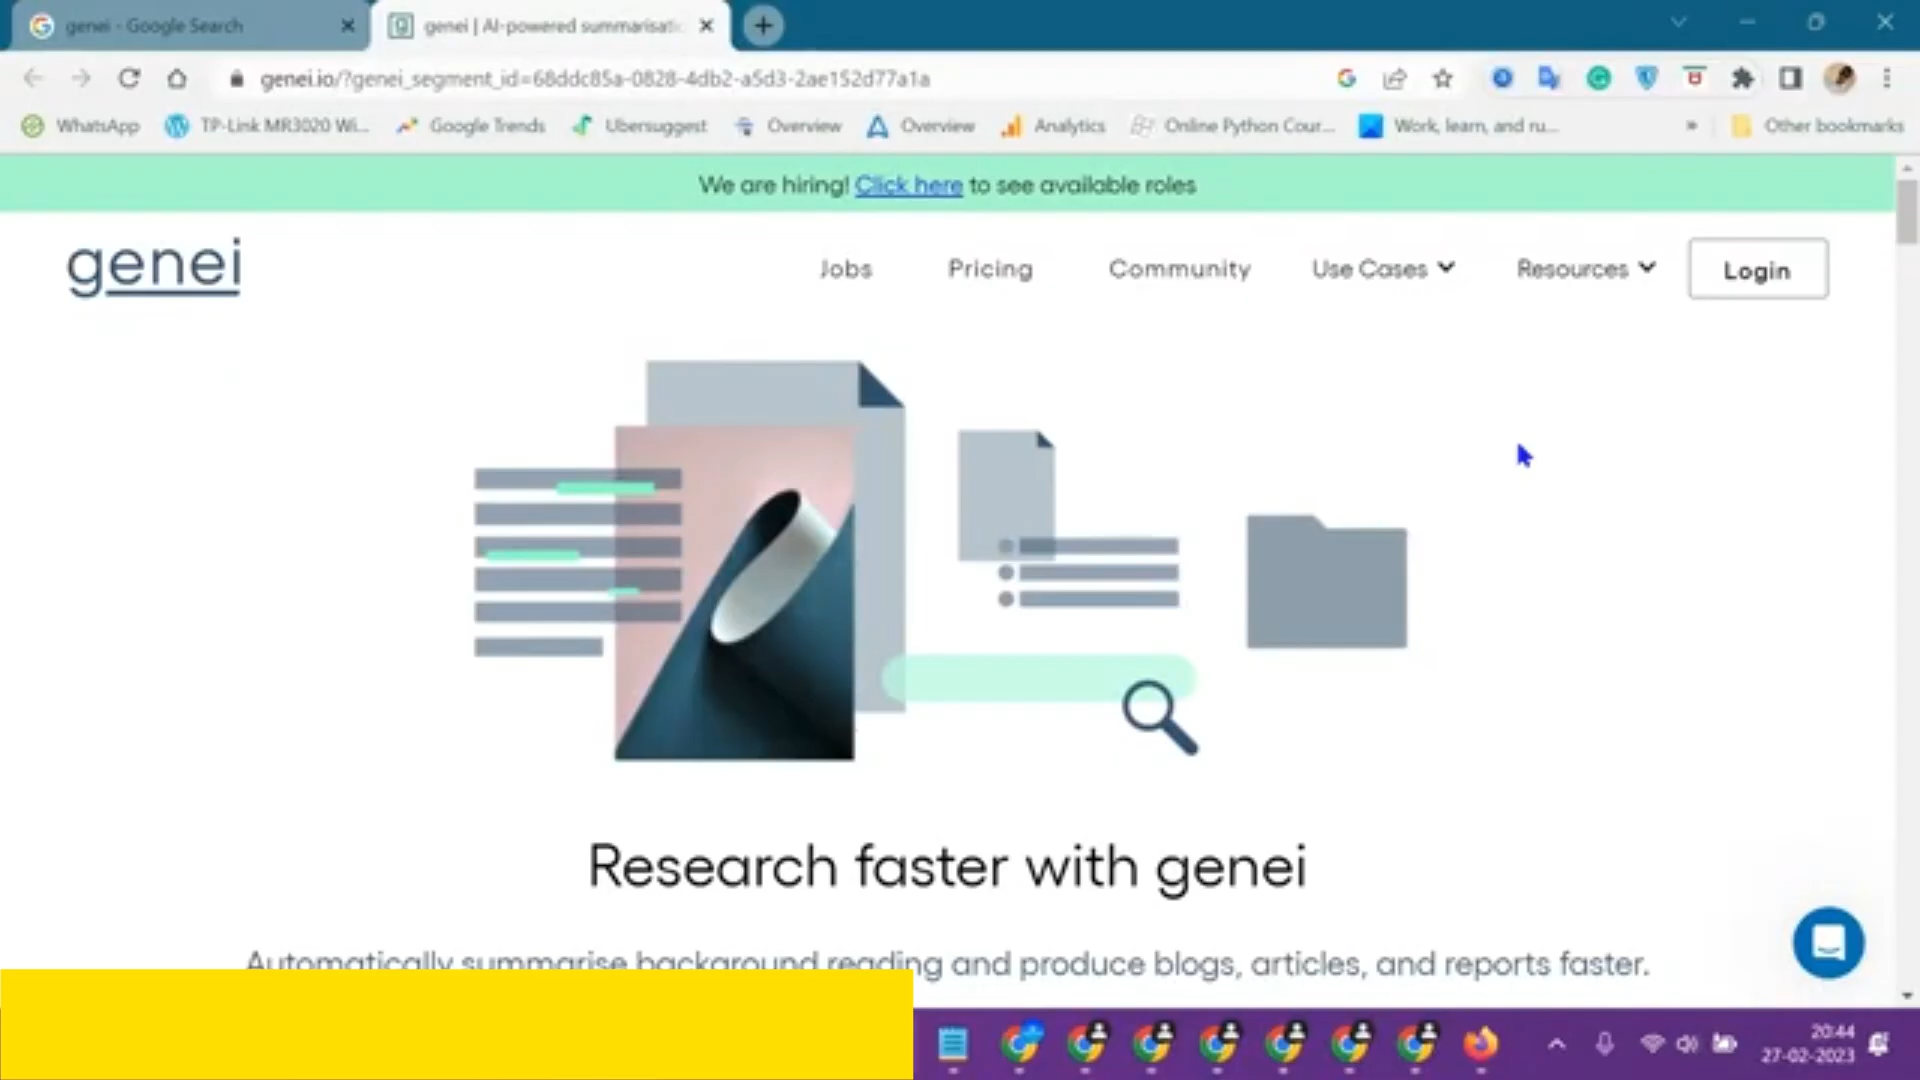 genei - Google Search
genei | AI-powered summarisati
genei.io/?genei_segment_id=68ddc85a-0828-4db2-a5d3-2ae152d77a1a
WhatsApp
TP-Link MR3020 Wi...
Google Trends
Ubersuggest
Overview
Overview
Analytics
Online Python Cour...
Work, learn, and ru...
»
Other bookmarks
We are hiring! Click here to see available roles
genei
Jobs
Pricing
Community
Use Cases
Resources
Login
Research faster with genei
Automatically summarise background reading and produce blogs, articles, and reports faster.
20:44
27-02-2023